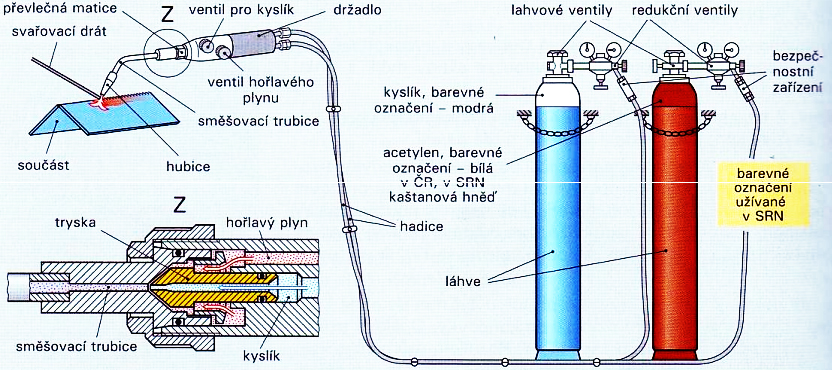 převlečná matice
svařovací drát
Z
ventil pro kyslík
držadlo
ventil hořlavého
plynu
směšovací trubice
součást
hubice
lahvové ventily
redukční ventily
bezpeč-
nostní
zařízení
kyslík, barevné
označení – modrá
acetylen, barevné
označení – bílá
v ČR, v SRN
kaštanová hněď
barevné
označení
užívané
v SRN
hadice
láhve
Z
tryska
hořlavý plyn
směšovací trubice
kyslík